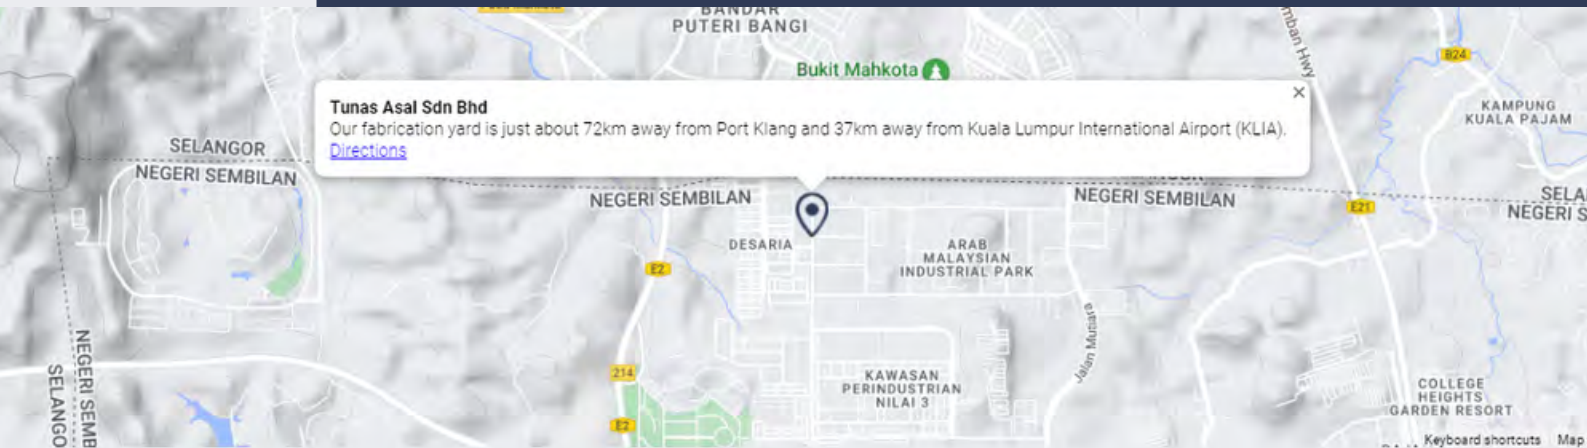 BANDAR
PUTERI BANGI
Bukit Mahkota
B24
KAMPUNG
KUALA PAJAM
Tunas Asal Sdn Bhd
Our fabrication yard is just about 72km away from Port Klang and 37km away from Kuala Lumpur International Airport (KLIA).
Directions
SELANGOR
NEGERI SEMBILAN
NEGERI SEMBILAN
NEGERI SEMBILAN
E21
SELA
NEGERI S
DESARIA
ARAB
MALAYSIAN
INDUSTRIAL PARK
E2
Jalan Mutiara
NEGERI SEMB
SELANGO
214
KAWASAN
PERINDUSTRIAN
NILAI 3
COLLEGE
HEIGHTS
GARDEN RESORT
E2
Keyboard shortcuts
Map